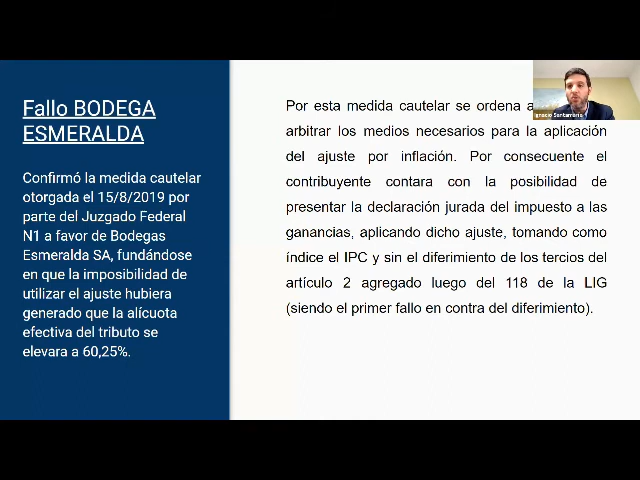 Fallo BODEGA
ESMERALDA
Confirmó la medida cautelar
otorgada el 15/8/2019 por
parte del Juzgado Federal
N1 a favor de Bodegas
Esmeralda SA, fundándose
en que la imposibilidad de
utilizar el ajuste hubiera
generado que la alícuota
efectiva del tributo se
elevara a 60,25%.
Por esta medida cautelar se ordena a
arbitrar los medios necesarios para la aplicación
del ajuste por inflación. Por consecuente el
contribuyente contara con la posibilidad de
presentar la declaración jurada del impuesto a las
ganancias, aplicando dicho ajuste, tomando como
índice el IPC y sin el diferimiento de los tercios del
artículo 2 agregado luego del 118 de la LIG
(siendo el primer fallo en contra del diferimiento).
Ignacio Santamaria